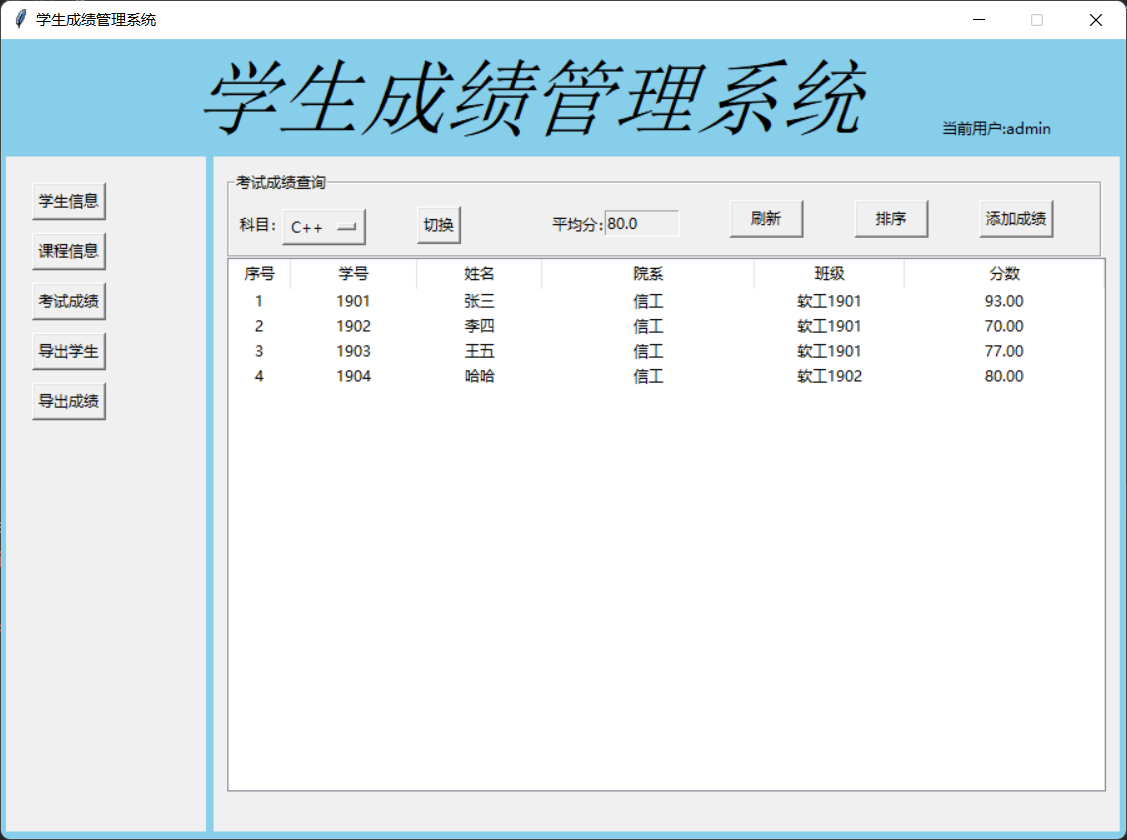 学生成绩管理系统
学生成绩管理系统
当前用户:admin
学生信息
课程信息
考试成绩
导出学生
导出成绩
考试成绩查询
科目: C++ 切换 平均分: 80.0 刷新 排序 添加成绩
序号 学号 姓名 院系 班级 分数
1 1901 张三 信工 软工1901 93.00
2 1902 李四 信工 软工1901 70.00
3 1903 王五 信工 软工1901 77.00
4 1904 哈哈 信工 软工1902 80.00